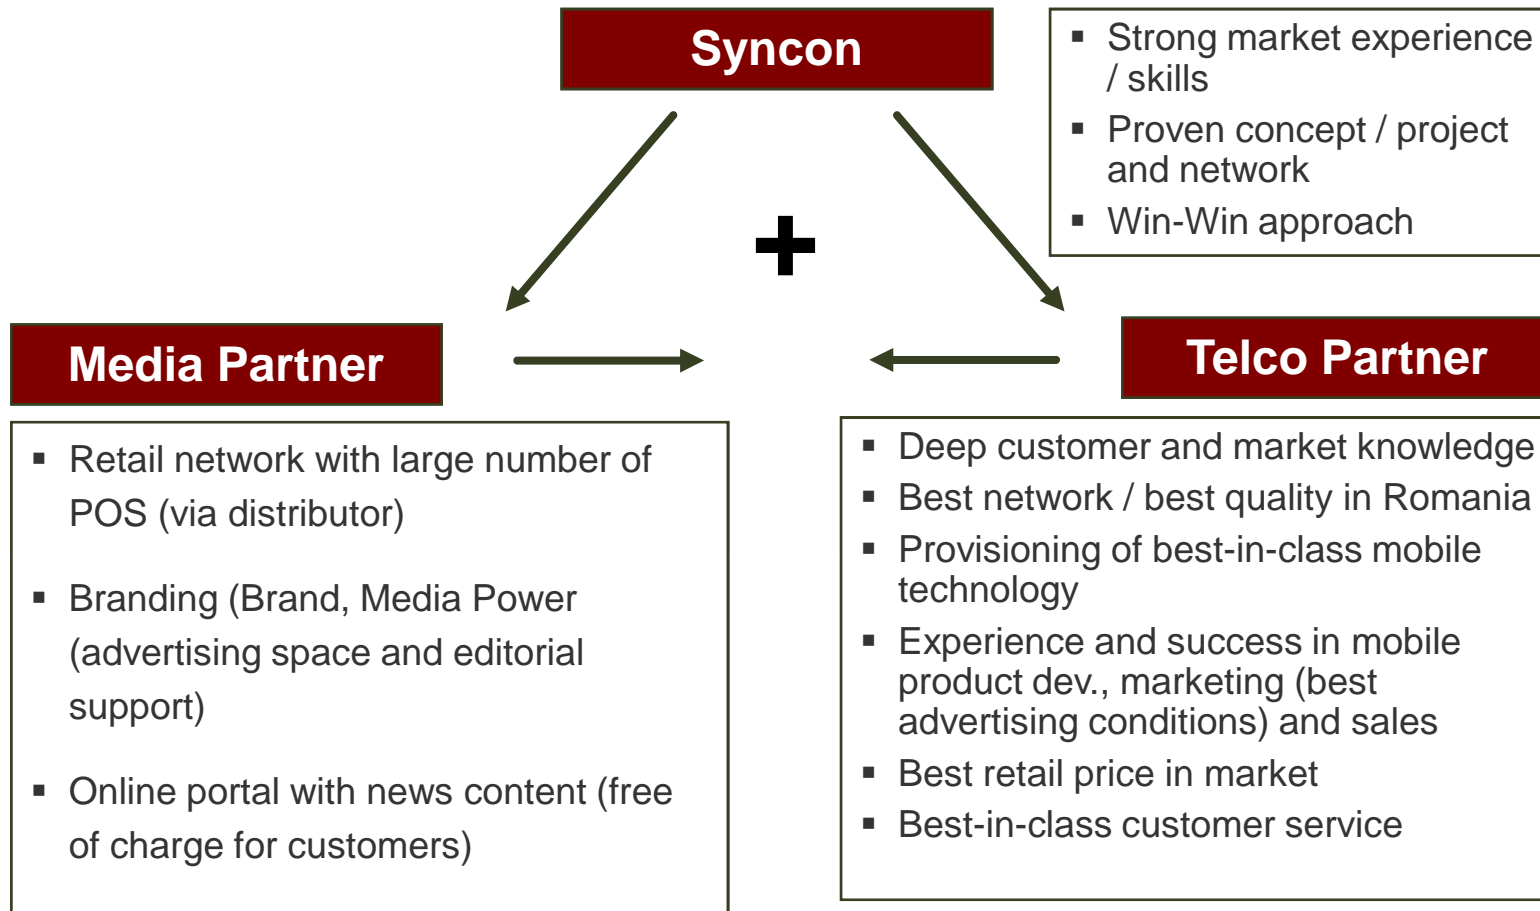 Syncon
▪ Strong market experience
/ skills
▪ Proven concept / project
and network
▪ Win-Win approach
+
Media Partner
Telco Partner
▪ Retail network with large number of
POS (via distributor)
▪ Branding (Brand, Media Power
(advertising space and editorial
support)
▪ Online portal with news content (free
of charge for customers)
▪ Deep customer and market knowledge
▪ Best network / best quality in Romania
▪ Provisioning of best-in-class mobile
technology
▪ Experience and success in mobile
product dev., marketing (best
advertising conditions) and sales
▪ Best retail price in market
▪ Best-in-class customer service